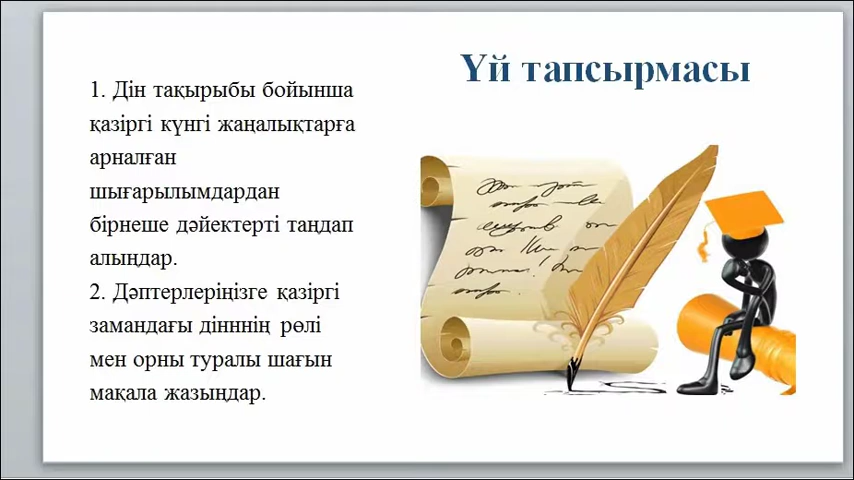 Үй тапсырмасы
1. Дін тақырыбы бойынша
қазіргі күнгі жаңалықтарға
арналған
шығарылымдардан
бірнеше дәйектерті таңдап
алыңдар.
2. Дәптерлеріңізге қазіргі
замандағы дінннің рөлі
мен орны туралы шағын
мақала жазыңдар.